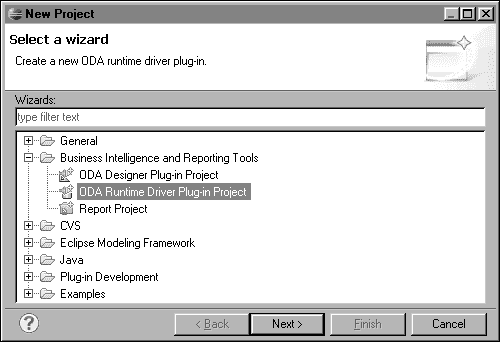 New Project
Select a wizard
Create a new ODA runtime driver plug-in.
Wizards:
type filter text
General
Business Intelligence and Reporting Tools
ODA Designer Plug-in Project
ODA Runtime Driver Plug-in Project
Report Project
CVS
Eclipse Modeling Framework
Java
Plug-in Development
Examples
? < Back Next > Finish Cancel